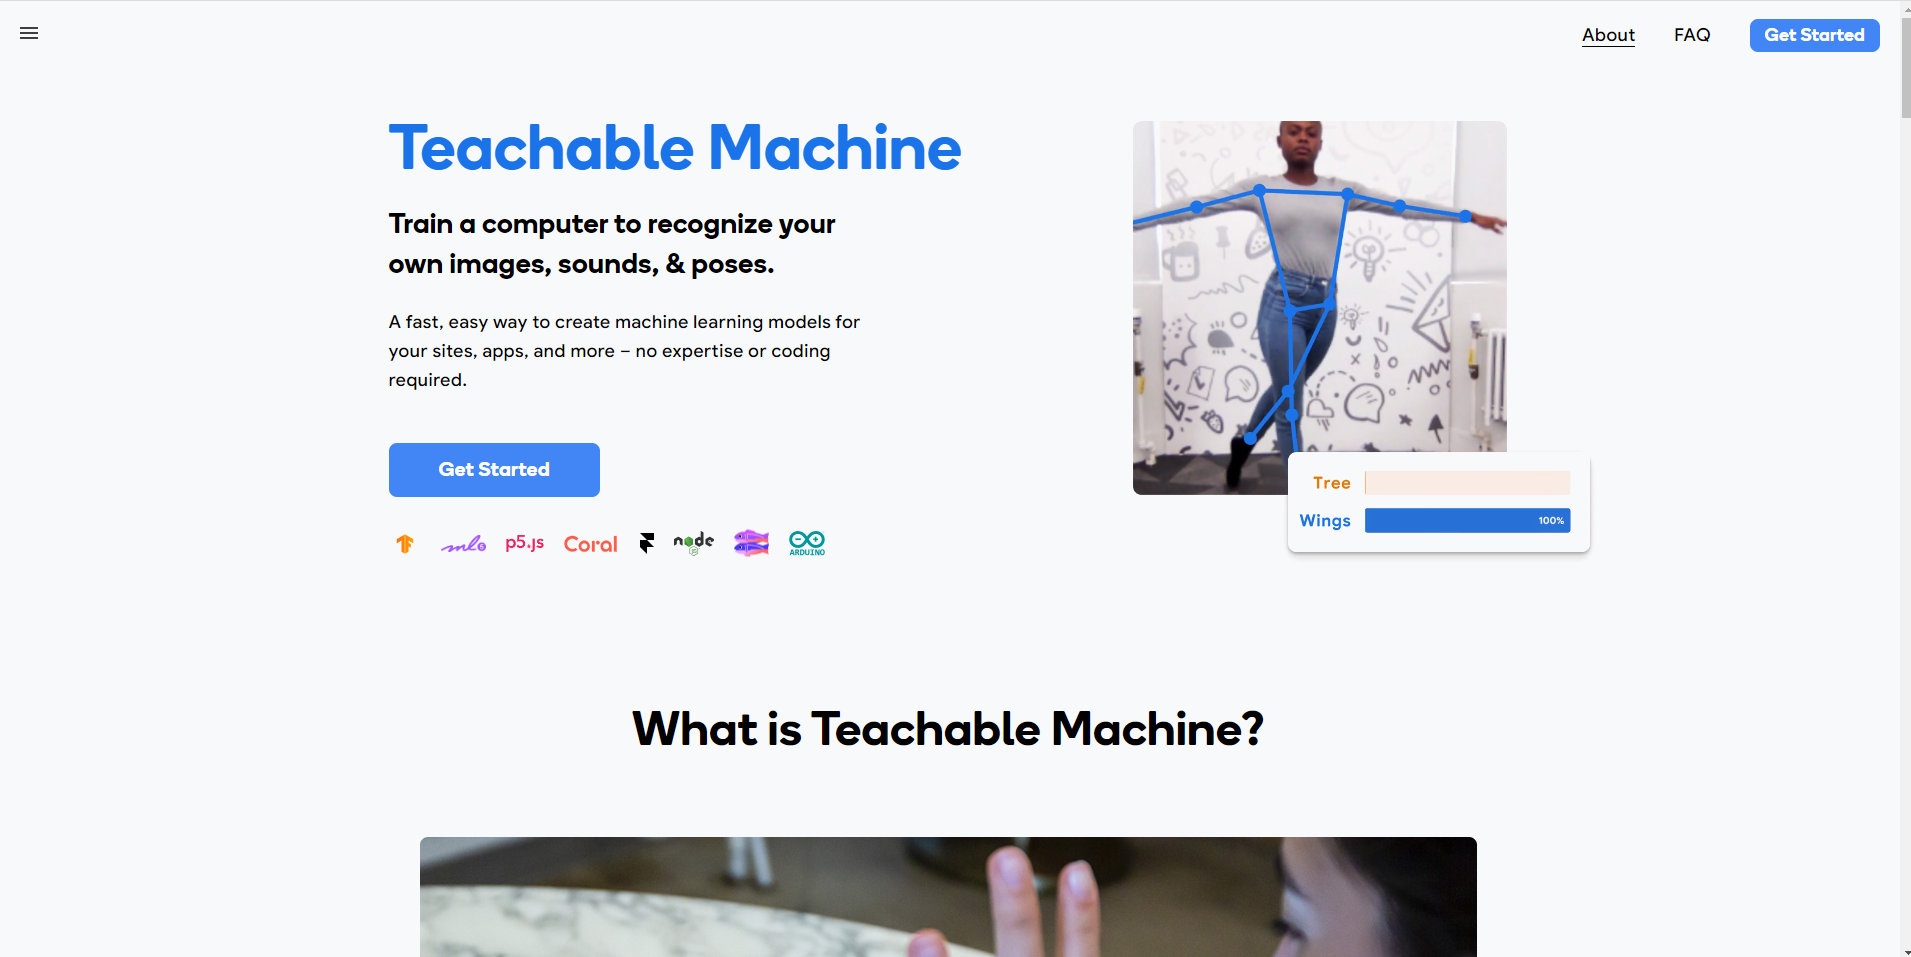 About
FAQ
Get Started
Teachable Machine
Train a computer to recognize your
own images, sounds, & poses.
A fast, easy way to create machine learning models for
your sites, apps, and more – no expertise or coding
required.
Get Started
ml5
p5.js
Coral
node
JS
ARDUINO
Tree
Wings
100%
What is Teachable Machine?